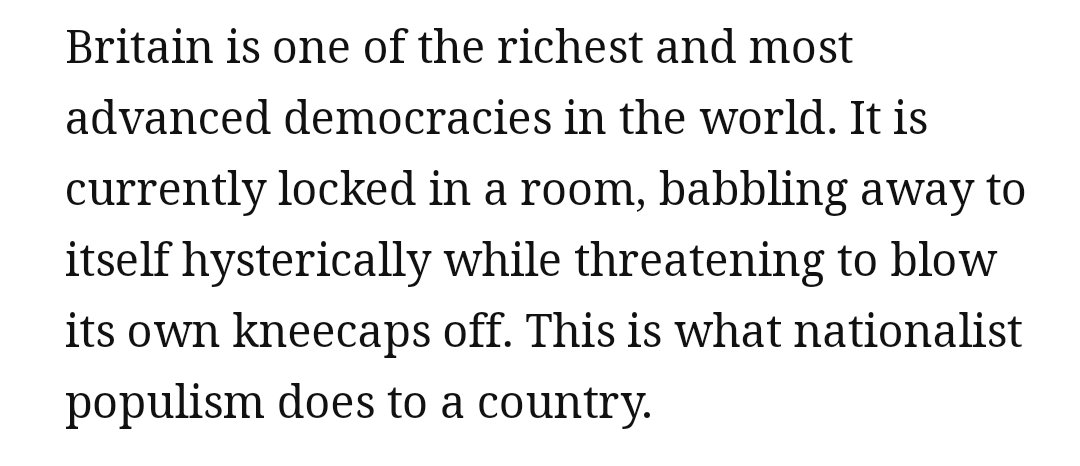 Britain is one of the richest and most
advanced democracies in the world. It is
currently locked in a room, babbling away to
itself hysterically while threatening to blow
its own kneecaps off. This is what nationalist
populism does to a country.